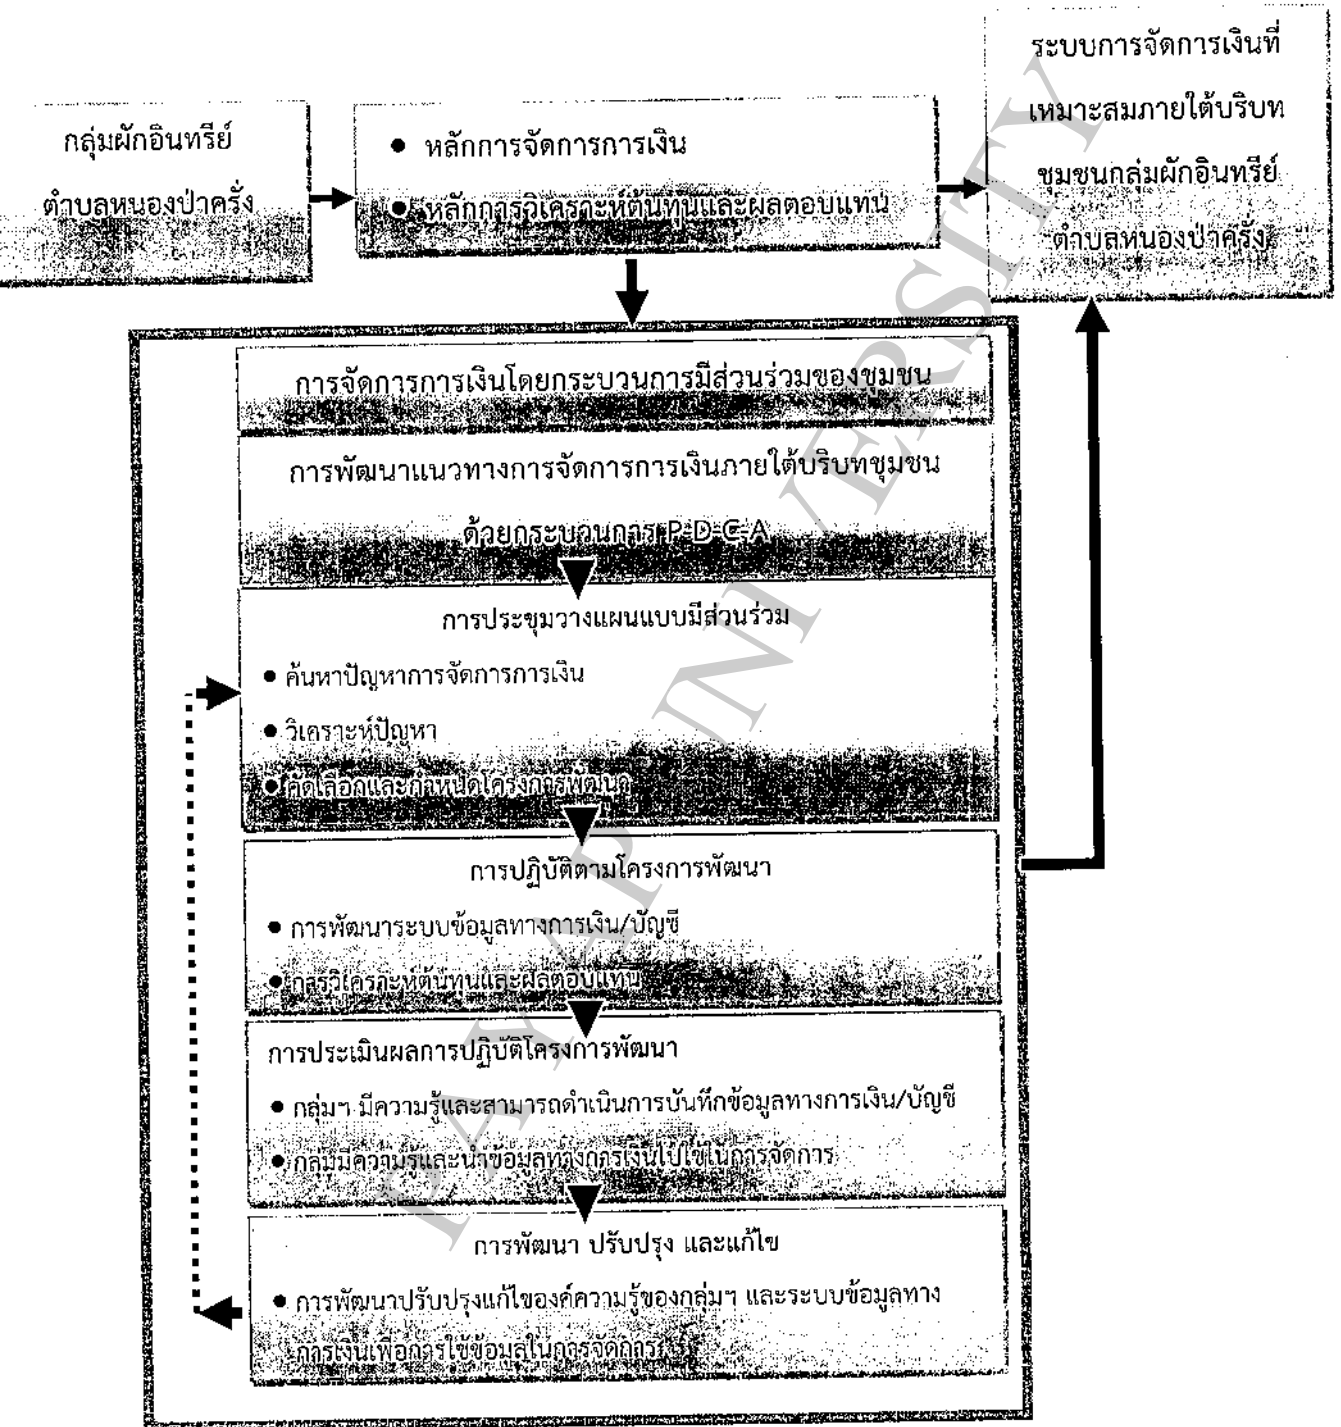 กลุ่มผักอินทรีย์
ตำบลหนองป่าครั่ง
● หลักการจัดการการเงิน
● หลักการวิเคราะห์ต้นทุนและผลตอบแทน
ระบบการจัดการเงินที่
เหมาะสมภายใต้บริบท
ชุมชนกลุ่มผักอินทรีย์
ตำบลหนองป่าครั่ง
การจัดการการเงินโดยกระบวนการมีส่วนร่วมของชุมชน
การพัฒนาแนวทางการจัดการการเงินภายใต้บริบทชุมชน
ด้วยกระบวนการ P-D-C-A
การประชุมวางแผนแบบมีส่วนร่วม
● ค้นหาปัญหาการจัดการการเงิน
● วิเคราะห์ปัญหา
● คัดเลือกและกำหนดโครงการพัฒนา
การปฏิบัติตามโครงการพัฒนา
● การพัฒนาระบบข้อมูลทางการเงิน/บัญชี
● การวิเคราะห์ต้นทุนและผลตอบแทน
การประเมินผลการปฏิบัติโครงการพัฒนา
● กลุ่มฯ มีความรู้และสามารถดำเนินการบันทึกข้อมูลทางการเงิน/บัญชี
● กลุ่มมีความรู้และนำข้อมูลทางการเงินไปใช้ในการจัดการ
การพัฒนา ปรับปรุง และแก้ไข
● การพัฒนาปรับปรุงแก้ไของค์ความรู้ของกลุ่มฯ และระบบข้อมูลทาง
การเงินเพื่อการใช้ข้อมูลในการจัดการ
PAYAP UNIVERSITY